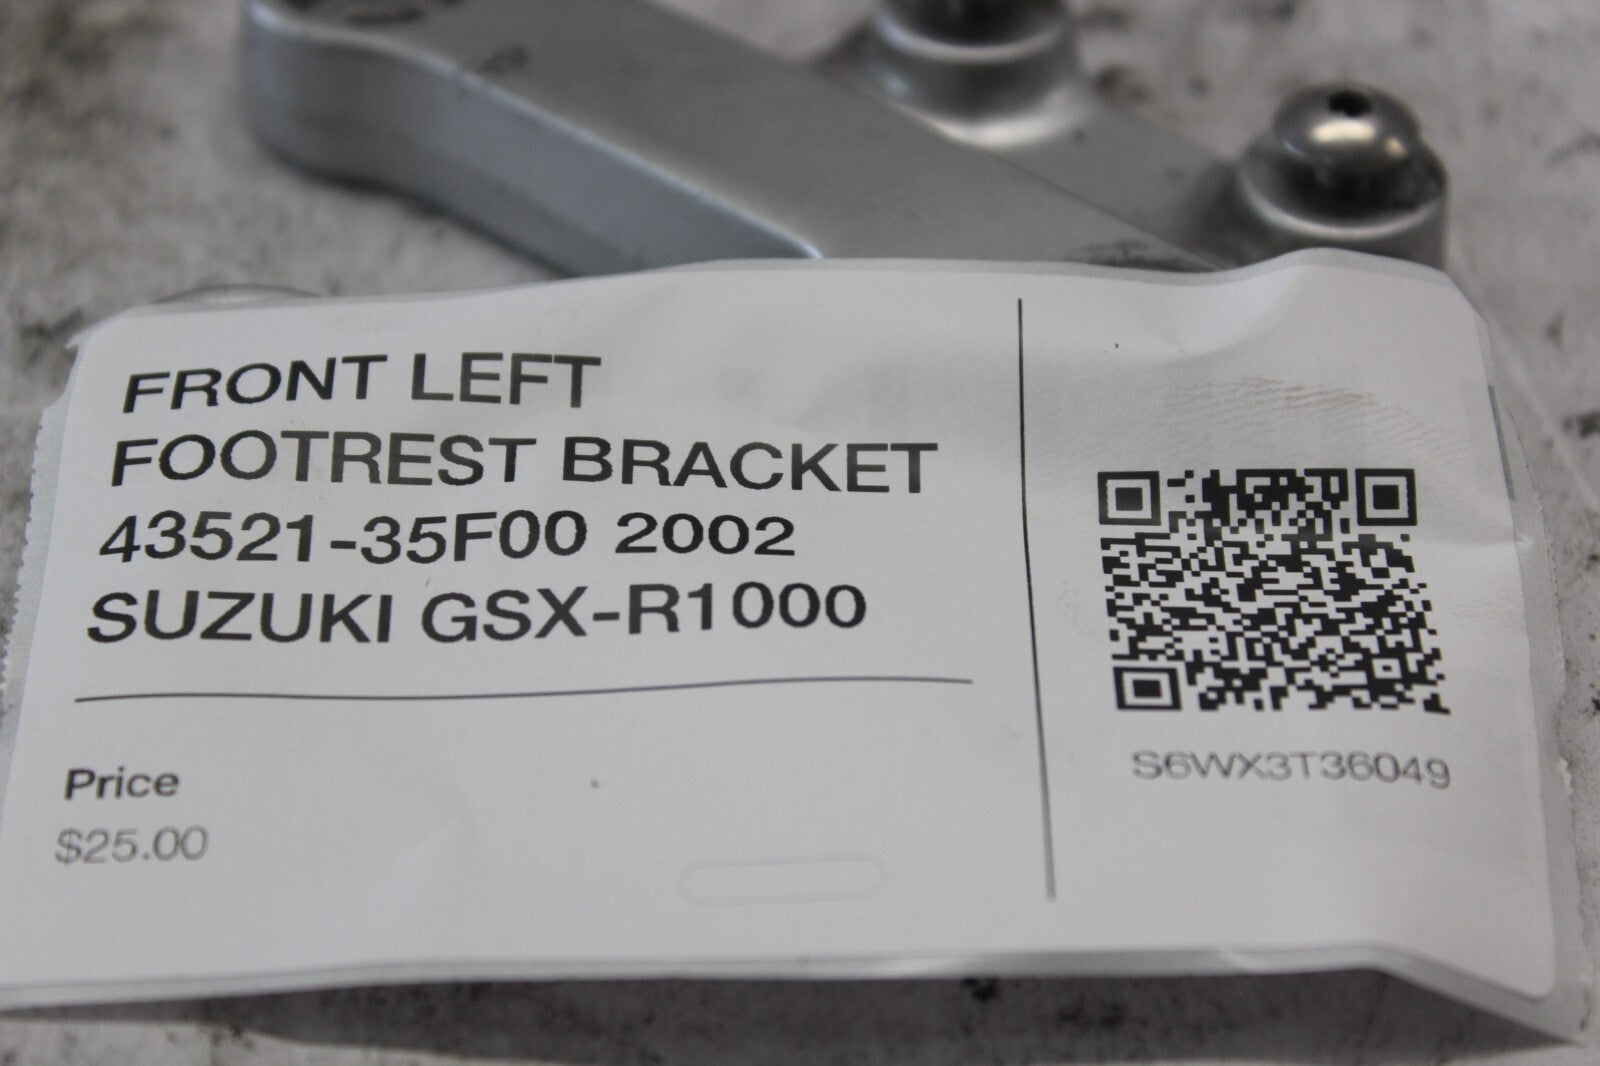 FRONT LEFT
FOOTREST BRACKET
43521-35F00 2002
SUZUKI GSX-R1000
Price
$25.00
S6WX3T36049